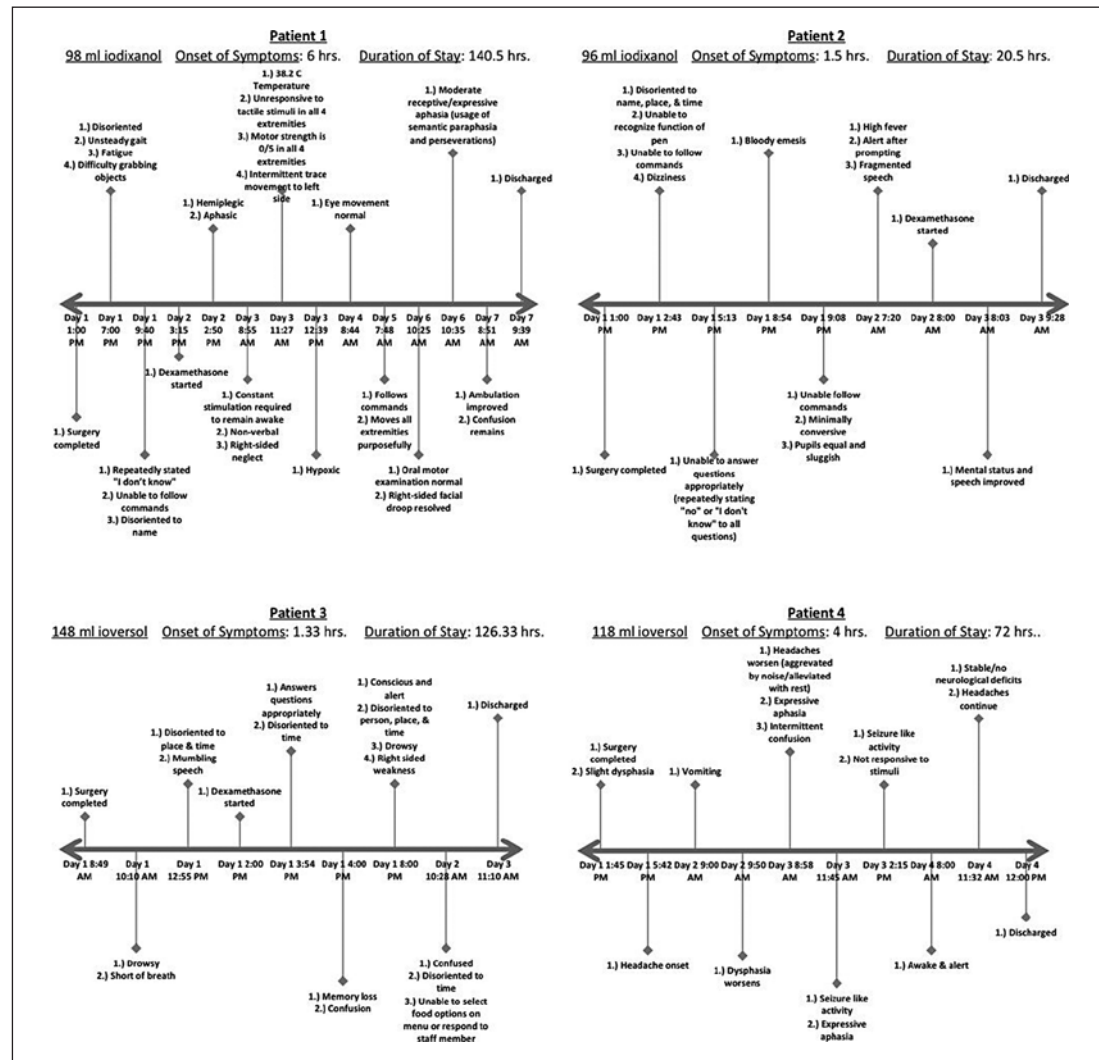 Patient 1
98 ml iodixanol Onset of Symptoms: 6 hrs. Duration of Stay: 140.5 hrs.
1.) Disoriented
2.) Unsteady gait
3.) Fatigue
4.) Difficulty grabbing
objects
1.) Hemiplegic
2.) Aphasic
1.) 38.2 C
Temperature
2.) Unresponsive to
tactile stimuli in all 4
extremities
3.) Motor strength is
0/5 in all 4
extremities
4.) Intermittent trace
movement to left
side
1.) Eye movement
normal
1.) Moderate
receptive/expressive
aphasia (usage of
semantic paraphasia
and perseverations)
1.) Discharged
Day 1 1:00 PM
Day 1 7:00 PM
Day 1 9:40 PM
Day 2 3:15 PM
Day 2 2:50 PM
Day 3 8:55 AM
Day 3 11:27 AM
Day 3 12:39 PM
Day 4 8:44 AM
Day 5 7:48 AM
Day 6 10:25 AM
Day 6 10:35 AM
Day 7 8:51 AM
Day 7 9:39 AM
1.) Surgery
completed
1.) Repeatedly stated
"I don't know"
2.) Unable to follow
commands
3.) Disoriented to
name
1.) Dexamethasone
started
1.) Constant
stimulation required
to remain awake
2.) Non-verbal
3.) Right-sided
neglect
1.) Hypoxic
1.) Follows
commands
2.) Moves all
extremities
purposefully
1.) Oral motor
examination normal
2.) Right-sided facial
droop resolved
1.) Ambulation
improved
2.) Confusion
remains
Patient 2
96 ml iodixanol Onset of Symptoms: 1.5 hrs. Duration of Stay: 20.5 hrs.
1.) Disoriented to
name, place, & time
2.) Unable to
recognize function of
pen
3.) Unable to follow
commands
4.) Dizziness
1.) Bloody emesis
1.) High fever
2.) Alert after
prompting
3.) Fragmented
speech
1.) Dexamethasone
started
1.) Discharged
Day 1 1:00 PM
Day 1 2:43 PM
Day 1 5:13 PM
Day 1 8:54 PM
Day 1 9:08 PM
Day 2 7:20 AM
Day 2 8:00 AM
Day 3 8:03 AM
Day 3 9:28 AM
1.) Surgery completed
1.) Unable to answer
questions
appropriately
(repeatedly stating
"no" or "I don't
know" to all
questions)
1.) Unable follow
commands
2.) Minimally
conversive
3.) Pupils equal and
sluggish
1.) Mental status and
speech improved
Patient 3
148 ml ioversol Onset of Symptoms: 1.33 hrs. Duration of Stay: 126.33 hrs.
1.) Surgery
completed
1.) Disoriented to
place & time
2.) Mumbling
speech
1.) Dexamethasone
started
1.) Answers
questions
appropriately
2.) Disoriented to
time
1.) Conscious and
alert
2.) Disoriented to
person, place, &
time
3.) Drowsy
4.) Right sided
weakness
1.) Discharged
Day 1 8:49 AM
Day 1 10:10 AM
Day 1 12:55 PM
Day 1 2:00 PM
Day 1 3:54 PM
Day 1 4:00 PM
Day 1 8:00 PM
Day 2 10:28 AM
Day 3 11:10 AM
1.) Drowsy
2.) Short of breath
1.) Memory loss
2.) Confusion
1.) Confused
2.) Disoriented to
time
3.) Unable to select
food options on
menu or respond to
staff member
Patient 4
118 ml ioversol Onset of Symptoms: 4 hrs. Duration of Stay: 72 hrs..
1.) Surgery
completed
2.) Slight dysphasia
1.) Vomiting
1.) Headaches
worsen (aggrevated
by noise/alleviated
with rest)
2.) Expressive
aphasia
3.) Intermittent
confusion
1.) Seizure like
activity
2.) Not responsive to
stimuli
1.) Stable/no
neurological deficits
2.) Headaches
continue
Day 1 1:45 PM
Day 1 5:42 PM
Day 2 9:00 AM
Day 2 9:50 AM
Day 3 8:58 AM
Day 3 11:45 AM
Day 3 2:15 PM
Day 4 8:00 AM
Day 4 11:32 AM
Day 4 12:00 PM
1.) Headache onset
1.) Dysphasia
worsens
1.) Seizure like
activity
2.) Expressive
aphasia
1.) Awake & alert
1.) Discharged